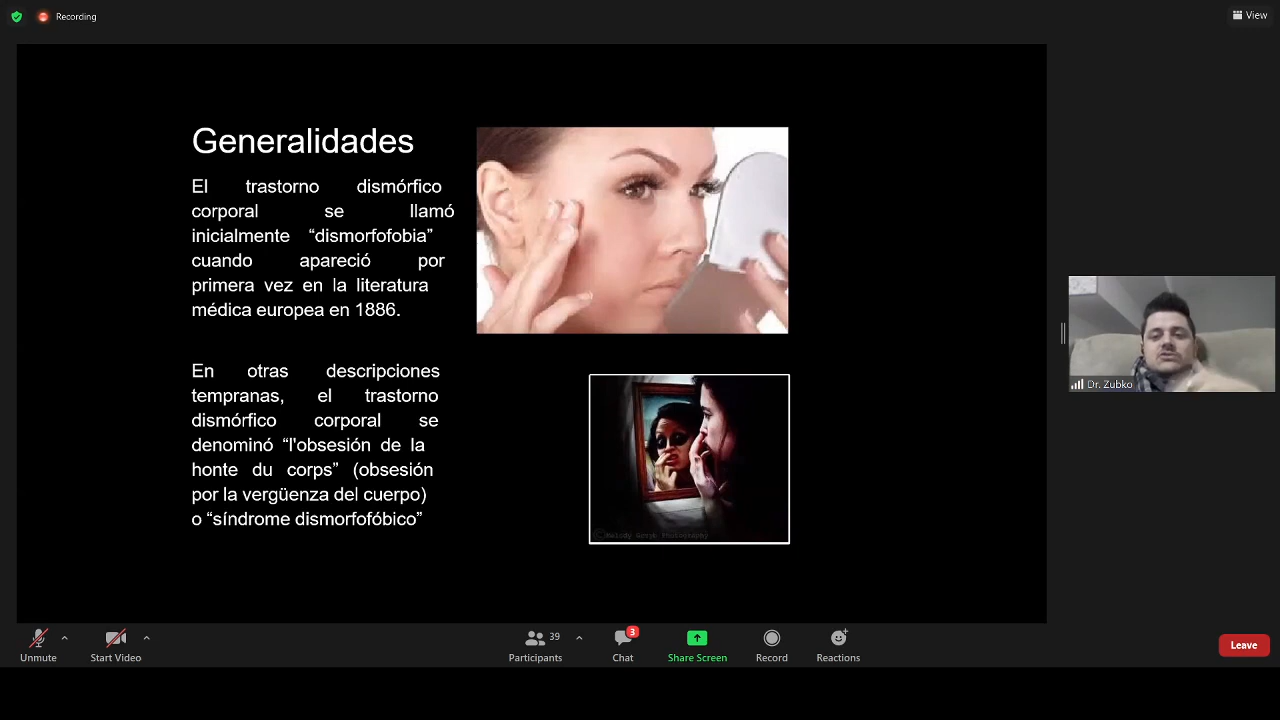 Recording
View
Generalidades
El trastorno dismórfico
corporal se llamó
inicialmente “dismorfofobia”
cuando apareció por
primera vez en la literatura
médica europea en 1886.
En otras descripciones
tempranas, el trastorno
dismórfico corporal se
denominó “l'obsesión de la
honte du corps” (obsesión
por la vergüenza del cuerpo)
o “síndrome dismorfofóbico”
Dr. Zubko
Unmute
Start Video
39
Participants
3
Chat
Share Screen
Record
Reactions
Leave